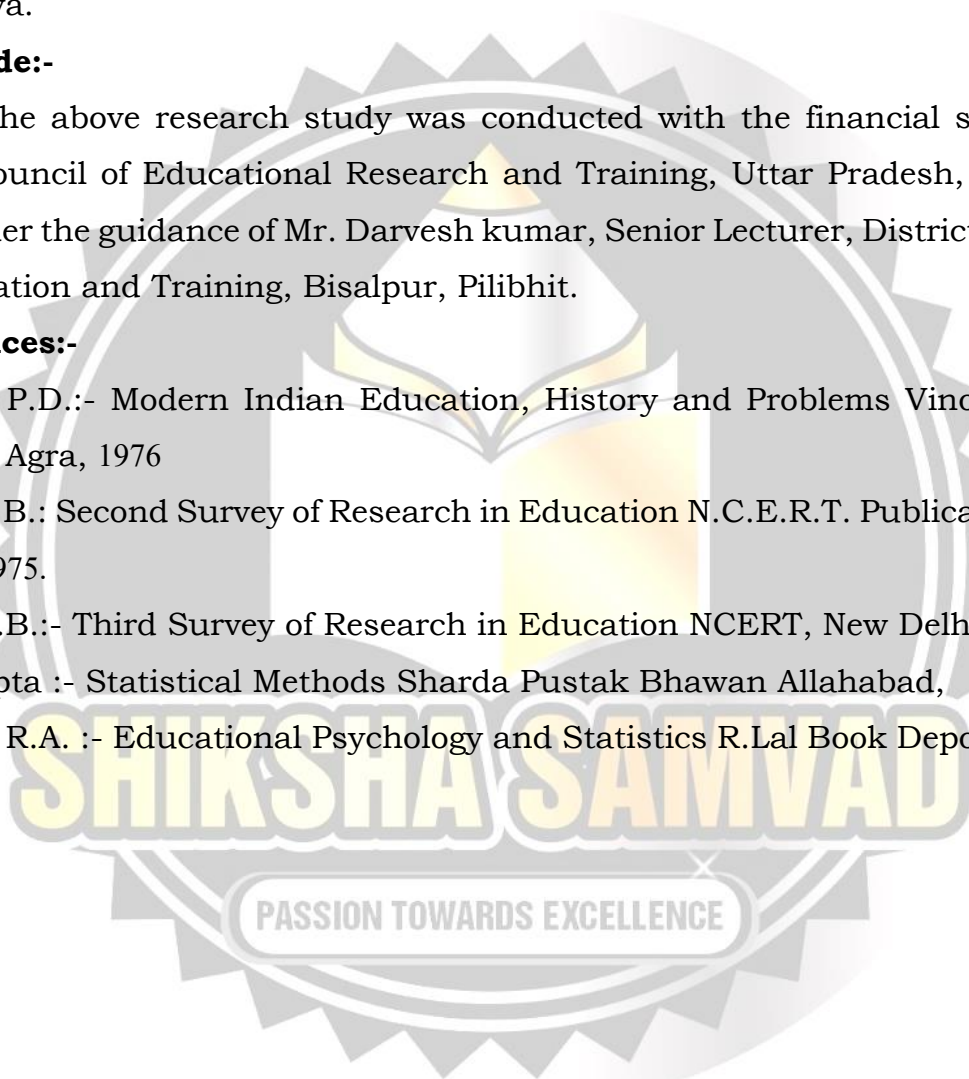 va.
de:-
he above research study was conducted with the financial s
ouncil of Educational Research and Training, Uttar Pradesh,
er the guidance of Mr. Darvesh kumar, Senior Lecturer, District
ation and Training, Bisalpur, Pilibhit.
ces:-
P.D.:- Modern Indian Education, History and Problems Vino
Agra, 1976
B.: Second Survey of Research in Education N.C.E.R.T. Publica
975.
.B.:- Third Survey of Research in Education NCERT, New Delh
pta :- Statistical Methods Sharda Pustak Bhawan Allahabad,
R.A. :- Educational Psychology and Statistics R.Lal Book Depo
SHIKSHA SAMVAD
PASSION TOWARDS EXCELLENCE